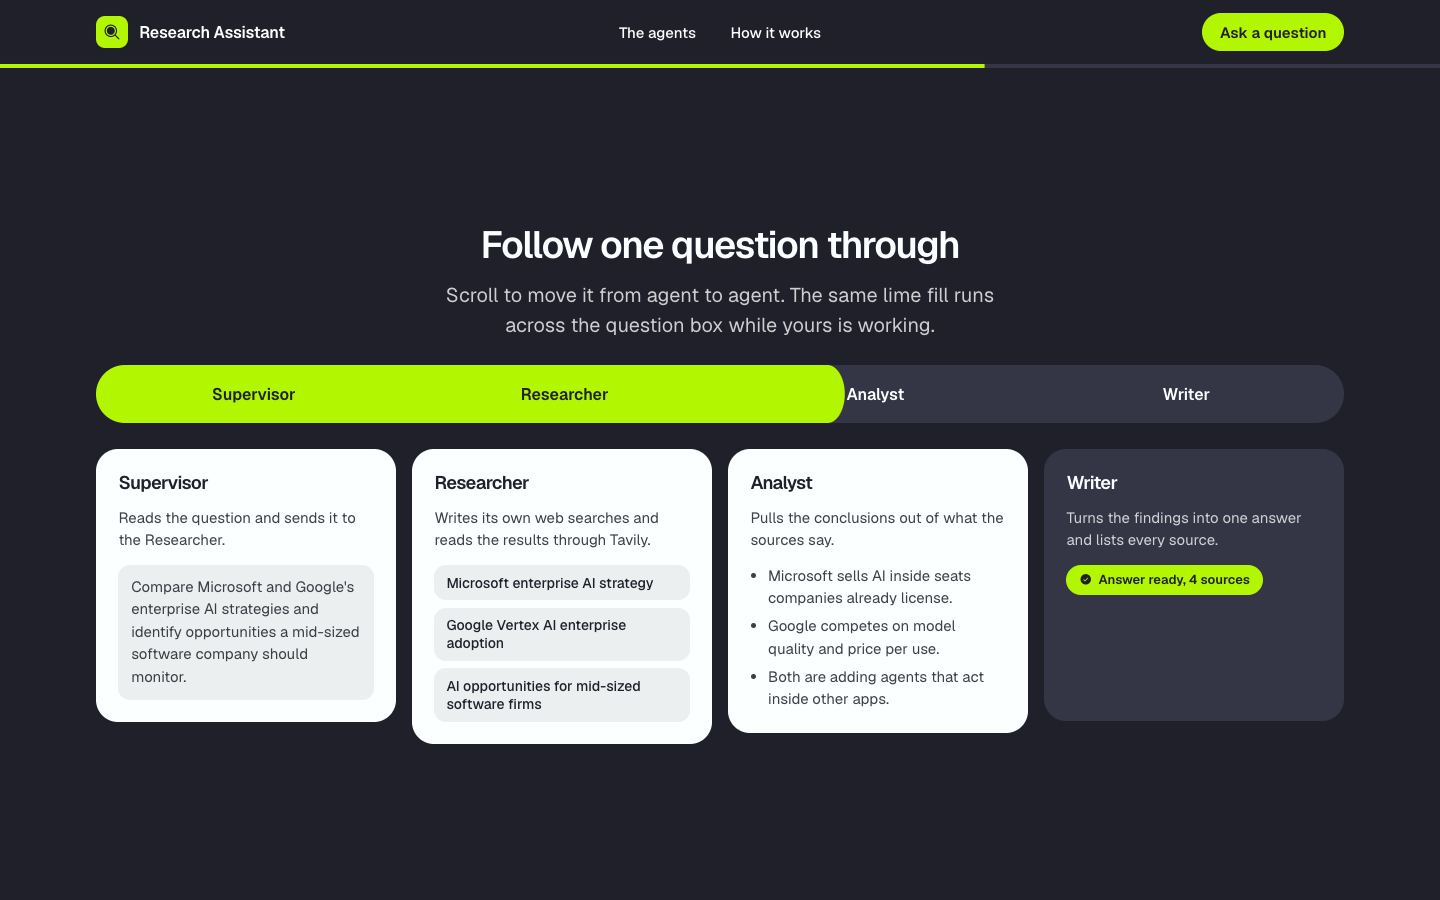 Research Assistant
The agents
How it works
Ask a question
Follow one question through
Scroll to move it from agent to agent. The same lime fill runs
across the question box while yours is working.
Supervisor
Researcher
Analyst
Writer
Supervisor
Reads the question and sends it to
the Researcher.
Compare Microsoft and Google's
enterprise AI strategies and
identify opportunities a mid-sized
software company should
monitor.
Researcher
Writes its own web searches and
reads the results through Tavily.
Microsoft enterprise AI strategy
Google Vertex AI enterprise
adoption
AI opportunities for mid-sized
software firms
Analyst
Pulls the conclusions out of what the
sources say.
• Microsoft sells AI inside seats
companies already license.
• Google competes on model
quality and price per use.
• Both are adding agents that act
inside other apps.
Writer
Turns the findings into one answer
and lists every source.
Answer ready, 4 sources